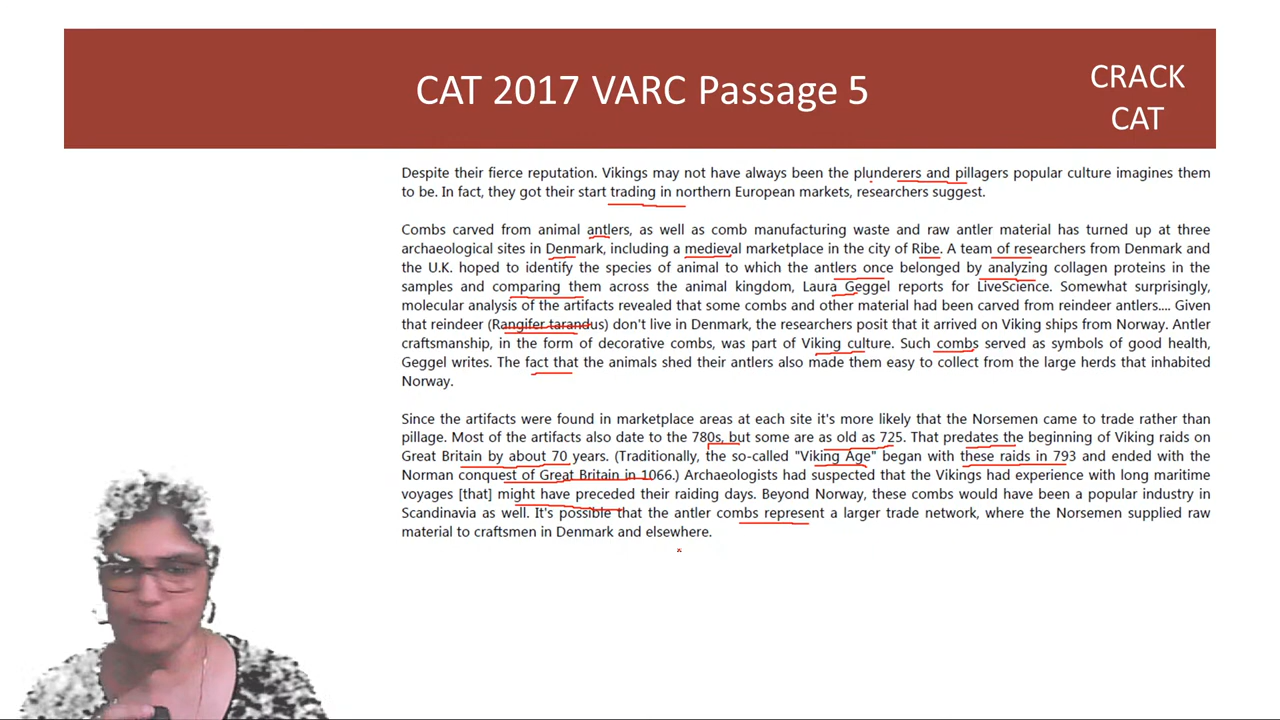 CAT 2017 VARC Passage 5
CRACK
CAT
Despite their fierce reputation. Vikings may not have always been the plunderers and pillagers popular culture imagines them
to be. In fact, they got their start trading in northern European markets, researchers suggest.
Combs carved from animal antlers, as well as comb manufacturing waste and raw antler material has turned up at three
archaeological sites in Denmark, including a medieval marketplace in the city of Ribe. A team of researchers from Denmark and
the U.K. hoped to identify the species of animal to which the antlers once belonged by analyzing collagen proteins in the
samples and comparing them across the animal kingdom, Laura Geggel reports for LiveScience. Somewhat surprisingly,
molecular analysis of the artifacts revealed that some combs and other material had been carved from reindeer antlers.... Given
that reindeer (Rangifer tarandus) don't live in Denmark, the researchers posit that it arrived on Viking ships from Norway. Antler
craftsmanship, in the form of decorative combs, was part of Viking culture. Such combs served as symbols of good health,
Geggel writes. The fact that the animals shed their antlers also made them easy to collect from the large herds that inhabited
Norway.
Since the artifacts were found in marketplace areas at each site it's more likely that the Norsemen came to trade rather than
pillage. Most of the artifacts also date to the 780s, but some are as old as 725. That predates the beginning of Viking raids on
Great Britain by about 70 years. (Traditionally, the so-called "Viking Age" began with these raids in 793 and ended with the
Norman conquest of Great Britain in 1066.) Archaeologists had suspected that the Vikings had experience with long maritime
voyages [that] might have preceded their raiding days. Beyond Norway, these combs would have been a popular industry in
Scandinavia as well. It's possible that the antler combs represent a larger trade network, where the Norsemen supplied raw
material to craftsmen in Denmark and elsewhere.